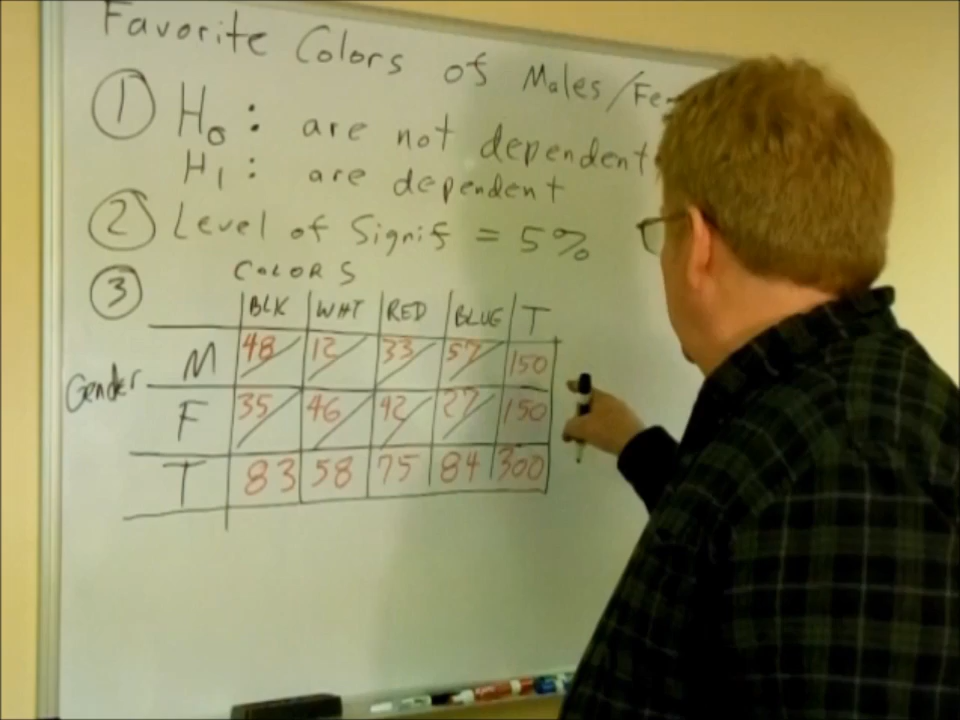 Favorite Colors of Males/Fe
① H₀: are not dependent
H₁: are dependent
② Level of Signif = 5%
③ COLORS
BLK WHT RED BLUE T
Gender M 48 12 33 57 150
F 35 46 42 27 150
T 83 58 75 84 300